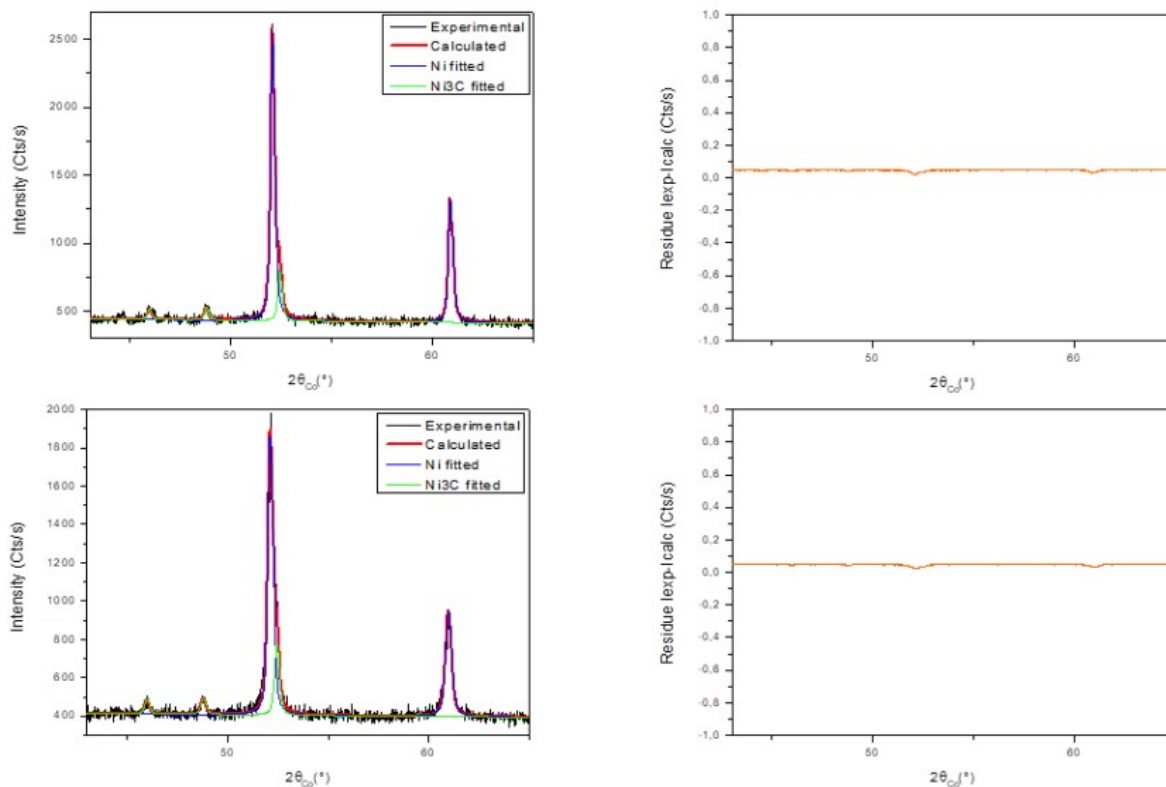 Intensity (Cts/s)
2500
2000
1500
1000
500
50
60
2θCo(°)
Experimental
Calculated
Ni fitted
Ni3C fitted
Residue Iexp-Icalc (Cts/s)
1,0
0,8
0,6
0,4
0,2
0,0
-0,2
-0,4
-0,6
-0,8
-1,0
50
60
2θCo(°)
Intensity (Cts/s)
2000
1800
1600
1400
1200
1000
800
600
400
50
60
2θCo(°)
Experimental
Calculated
Ni fitted
Ni3C fitted
Residue Iexp-Icalc (Cts/s)
1,0
0,8
0,6
0,4
0,2
0,0
-0,2
-0,4
-0,6
-0,8
-1,0
50
60
2θCo(°)